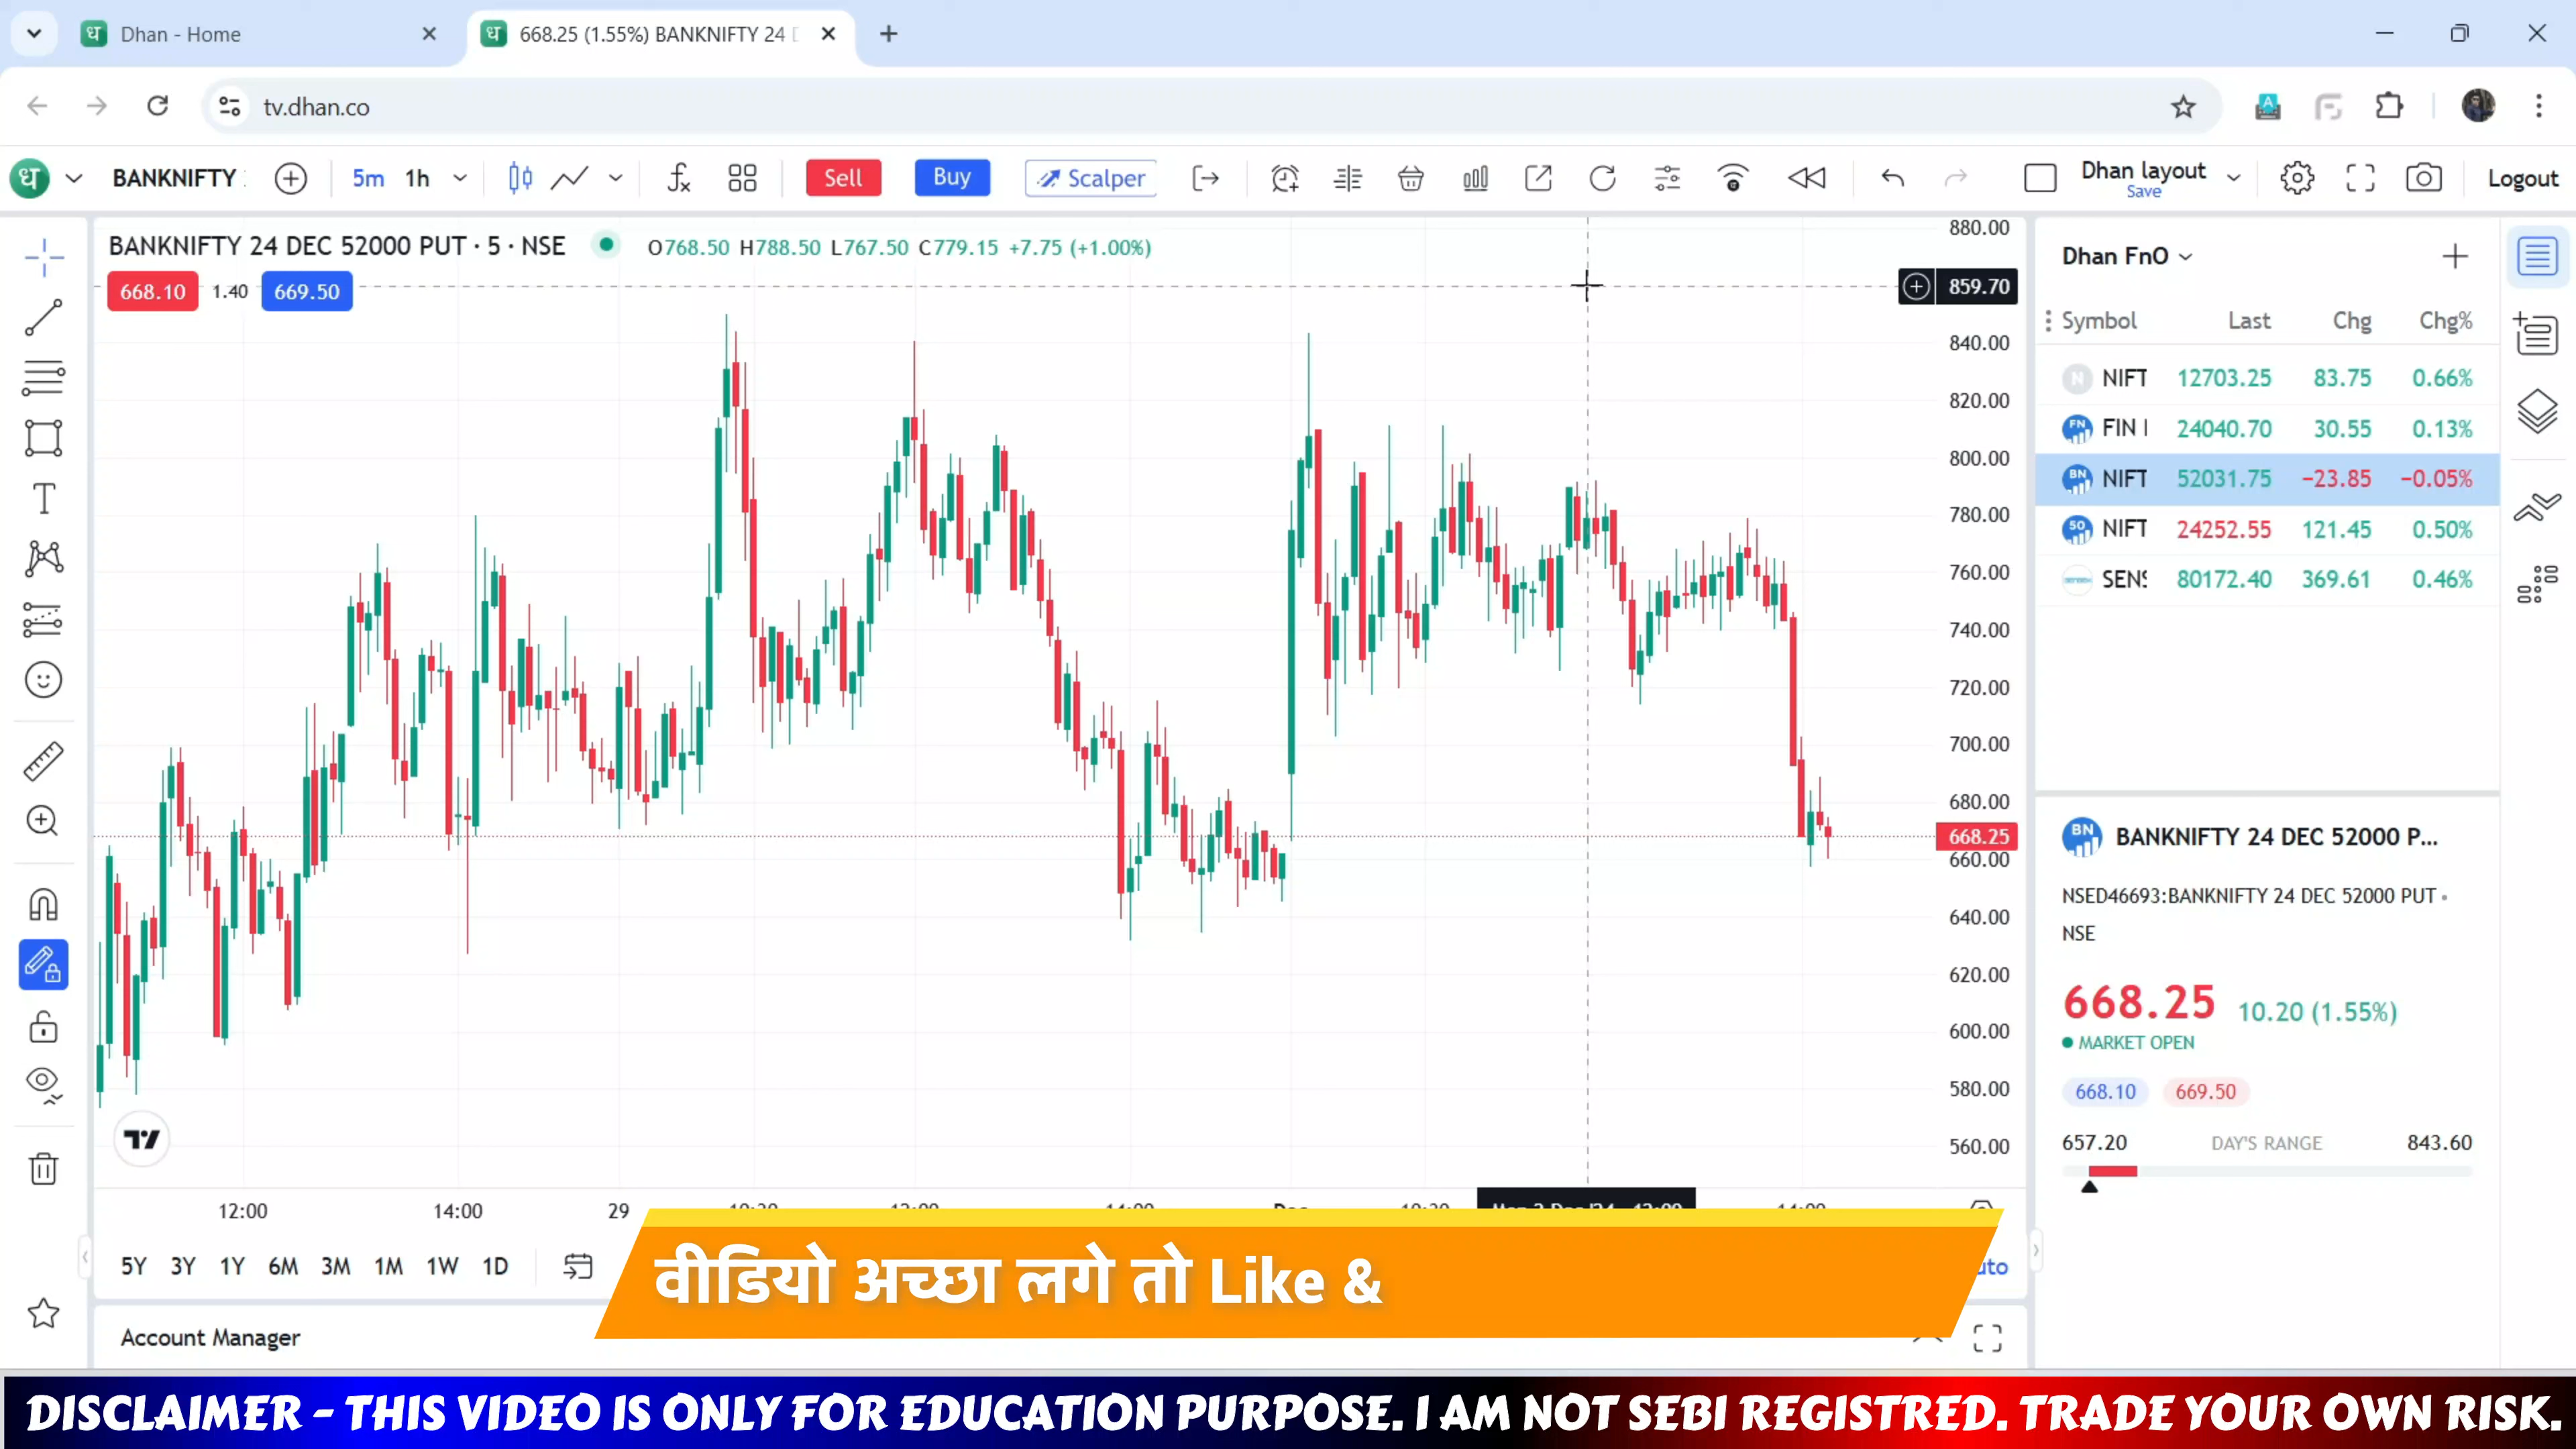 Dhan - Home
668.25 (1.55%) BANKNIFTY 24
tv.dhan.co
BANKNIFTY
5m 1h
Sell Buy Scalper
Dhan layout
Save
Logout
BANKNIFTY 24 DEC 52000 PUT · 5 · NSE
O768.50 H788.50 L767.50 C779.15 +7.75 (+1.00%)
668.10 1.40 669.50
880.00
859.70
840.00
820.00
800.00
780.00
760.00
740.00
720.00
700.00
680.00
668.25
660.00
640.00
620.00
600.00
580.00
560.00
12:00 14:00 29
5Y 3Y 1Y 6M 3M 1M 1W 1D
Account Manager
Dhan FnO
Symbol Last Chg Chg%
NIFT 12703.25 83.75 0.66%
FIN 24040.70 30.55 0.13%
NIFT 52031.75 −23.85 −0.05%
NIFT 24252.55 121.45 0.50%
SENS 80172.40 369.61 0.46%
BANKNIFTY 24 DEC 52000 P...
NSED46693:BANKNIFTY 24 DEC 52000 PUT •
NSE
668.25 10.20 (1.55%)
MARKET OPEN
668.10 669.50
657.20 DAY'S RANGE 843.60
वीडियो अच्छा लगे तो Like &
DISCLAIMER - THIS VIDEO IS ONLY FOR EDUCATION PURPOSE. I AM NOT SEBI REGISTRED. TRADE YOUR OWN RISK.